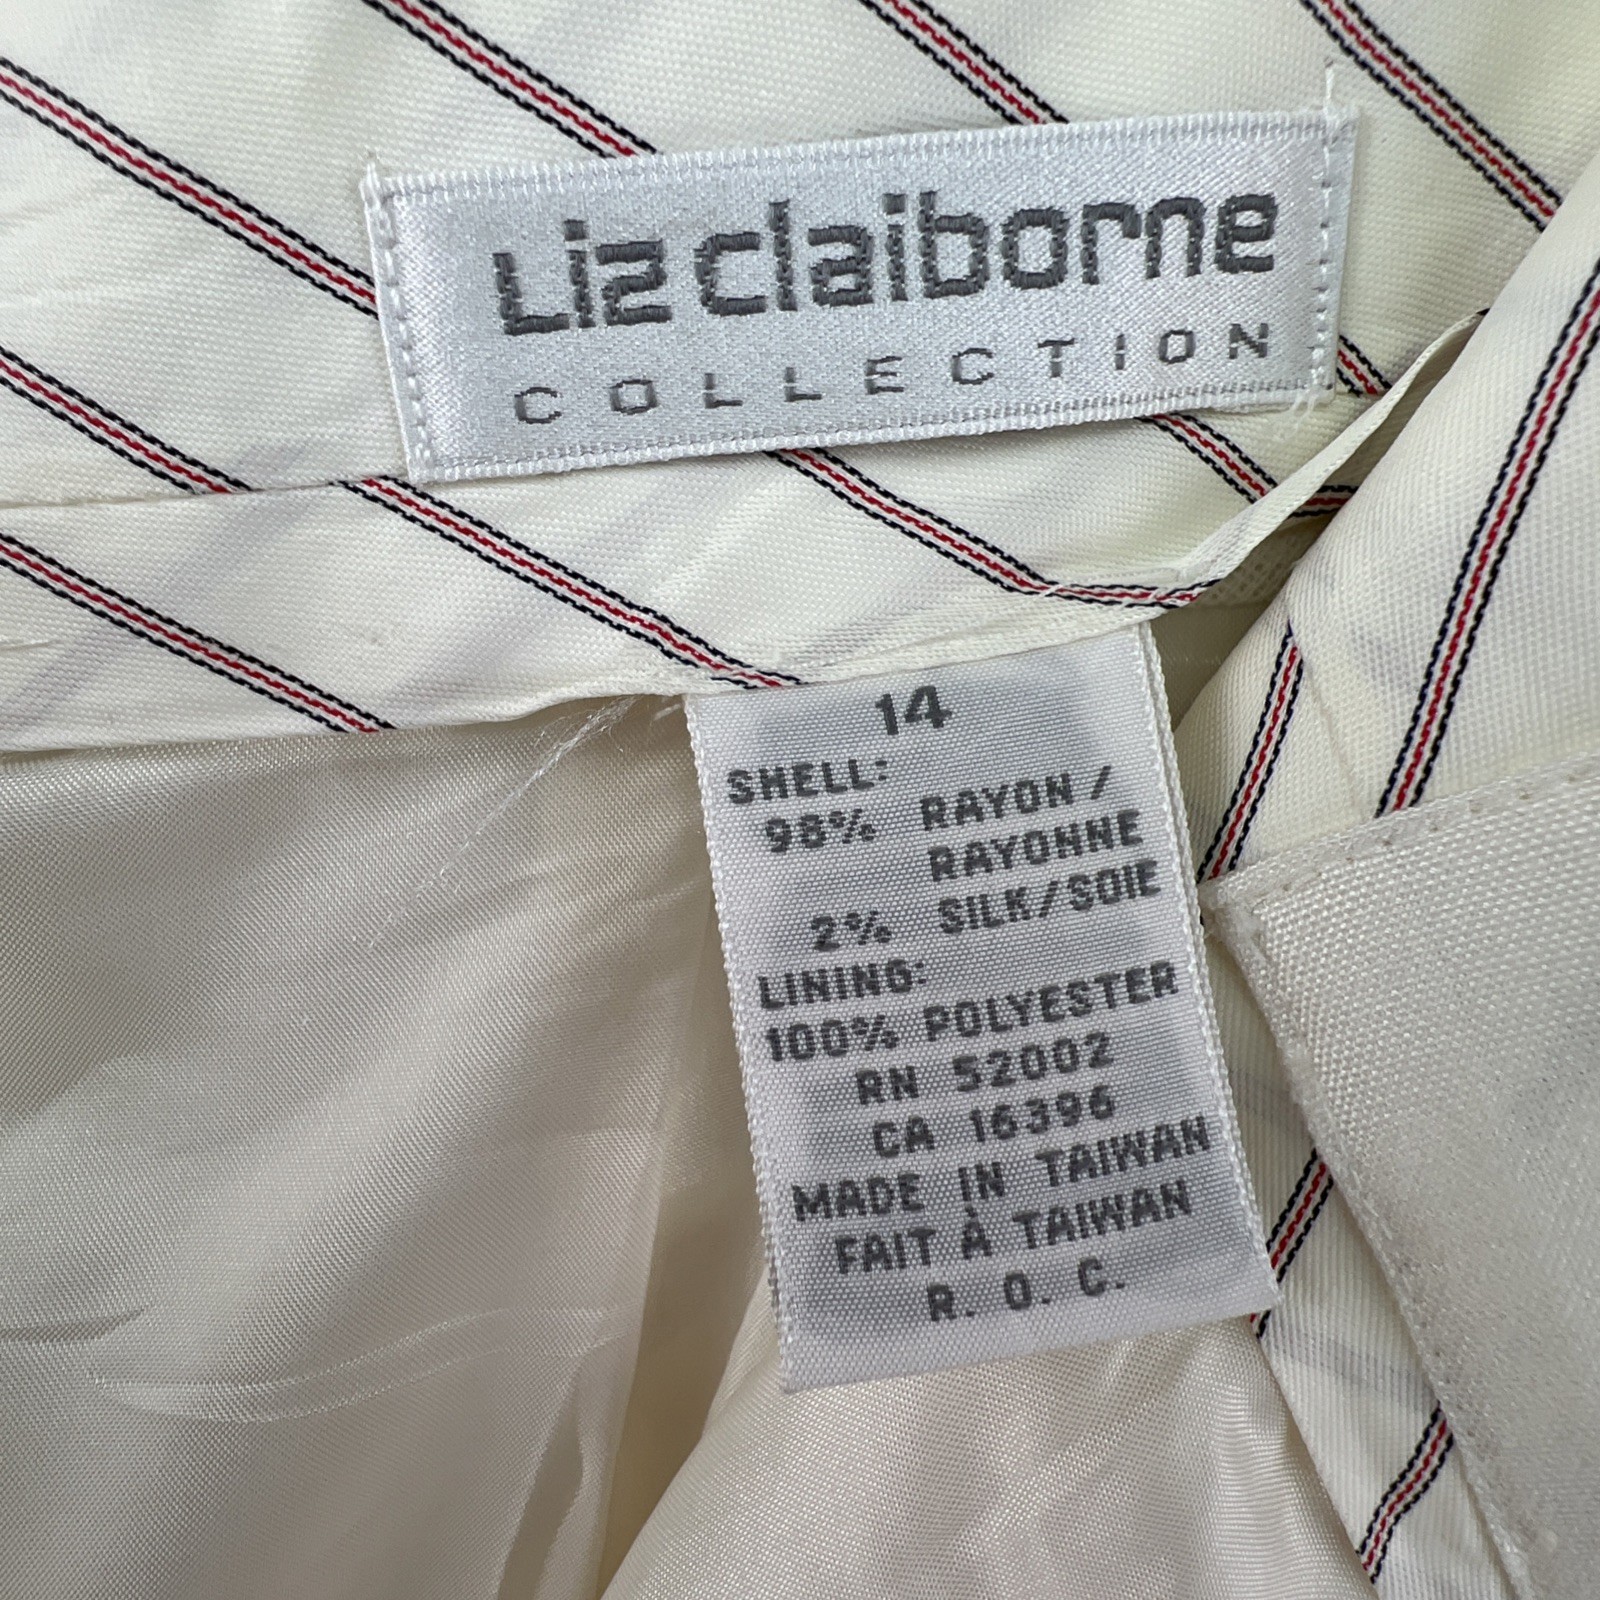 Liz claiborne
COLLECTION
14
SHELL:
98% RAYON/
RAYONNE
2% SILK/SOIE
LINING:
100% POLYESTER
RN 52002
CA 16396
MADE IN TAIWAN
FAIT À TAIWAN
R. O. C.